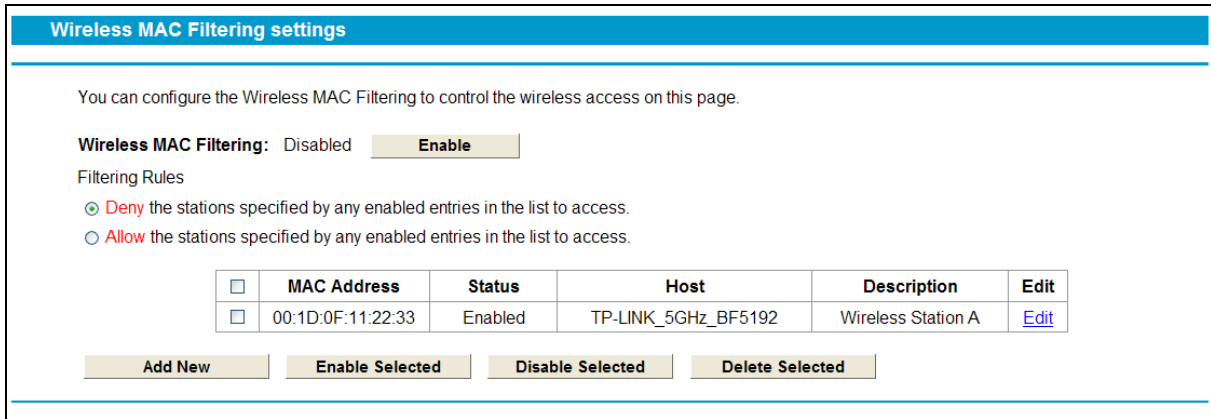 Wireless MAC Filtering settings
You can configure the Wireless MAC Filtering to control the wireless access on this page.
Wireless MAC Filtering: Disabled Enable
Filtering Rules
Deny the stations specified by any enabled entries in the list to access.
Allow the stations specified by any enabled entries in the list to access.
MAC Address Status Host Description Edit
00:1D:0F:11:22:33 Enabled TP-LINK_5GHz_BF5192 Wireless Station A Edit
Add New Enable Selected Disable Selected Delete Selected